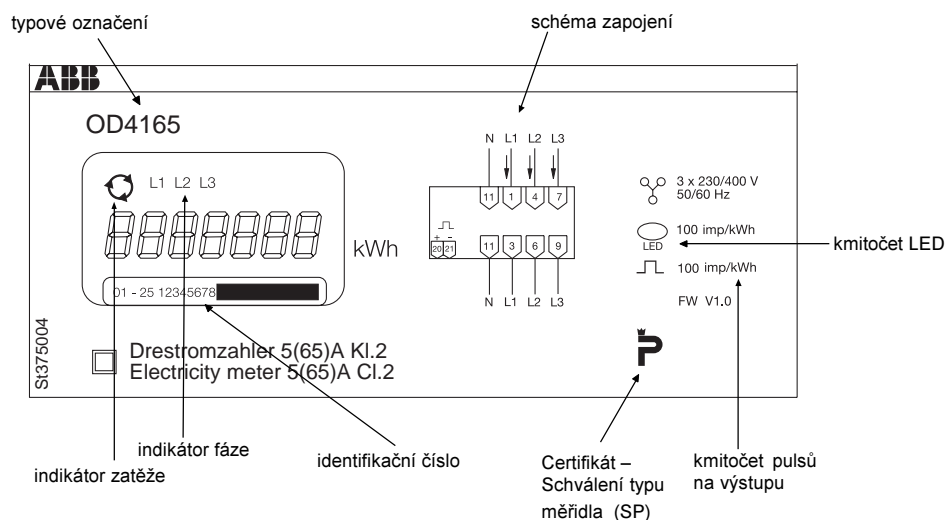 typové označení
schéma zapojení
ABB
OD4165
L1 L2 L3
kWh
01 - 25 12345678
St375004
Drestromzahler 5(65)A Kl.2
Electricity meter 5(65)A Cl.2
N L1 L2 L3
11 1 4 7
+ -
20 21 11 3 6 9
N L1 L2 L3
3 x 230/400 V
50/60 Hz
100 imp/kWh
LED
100 imp/kWh
FW V1.0
P
kmitočet LED
indikátor zatěže
indikátor fáze
identifikační číslo
Certifikát –
Schválení typu
měřidla (SP)
kmitočet pulsů
na výstupu